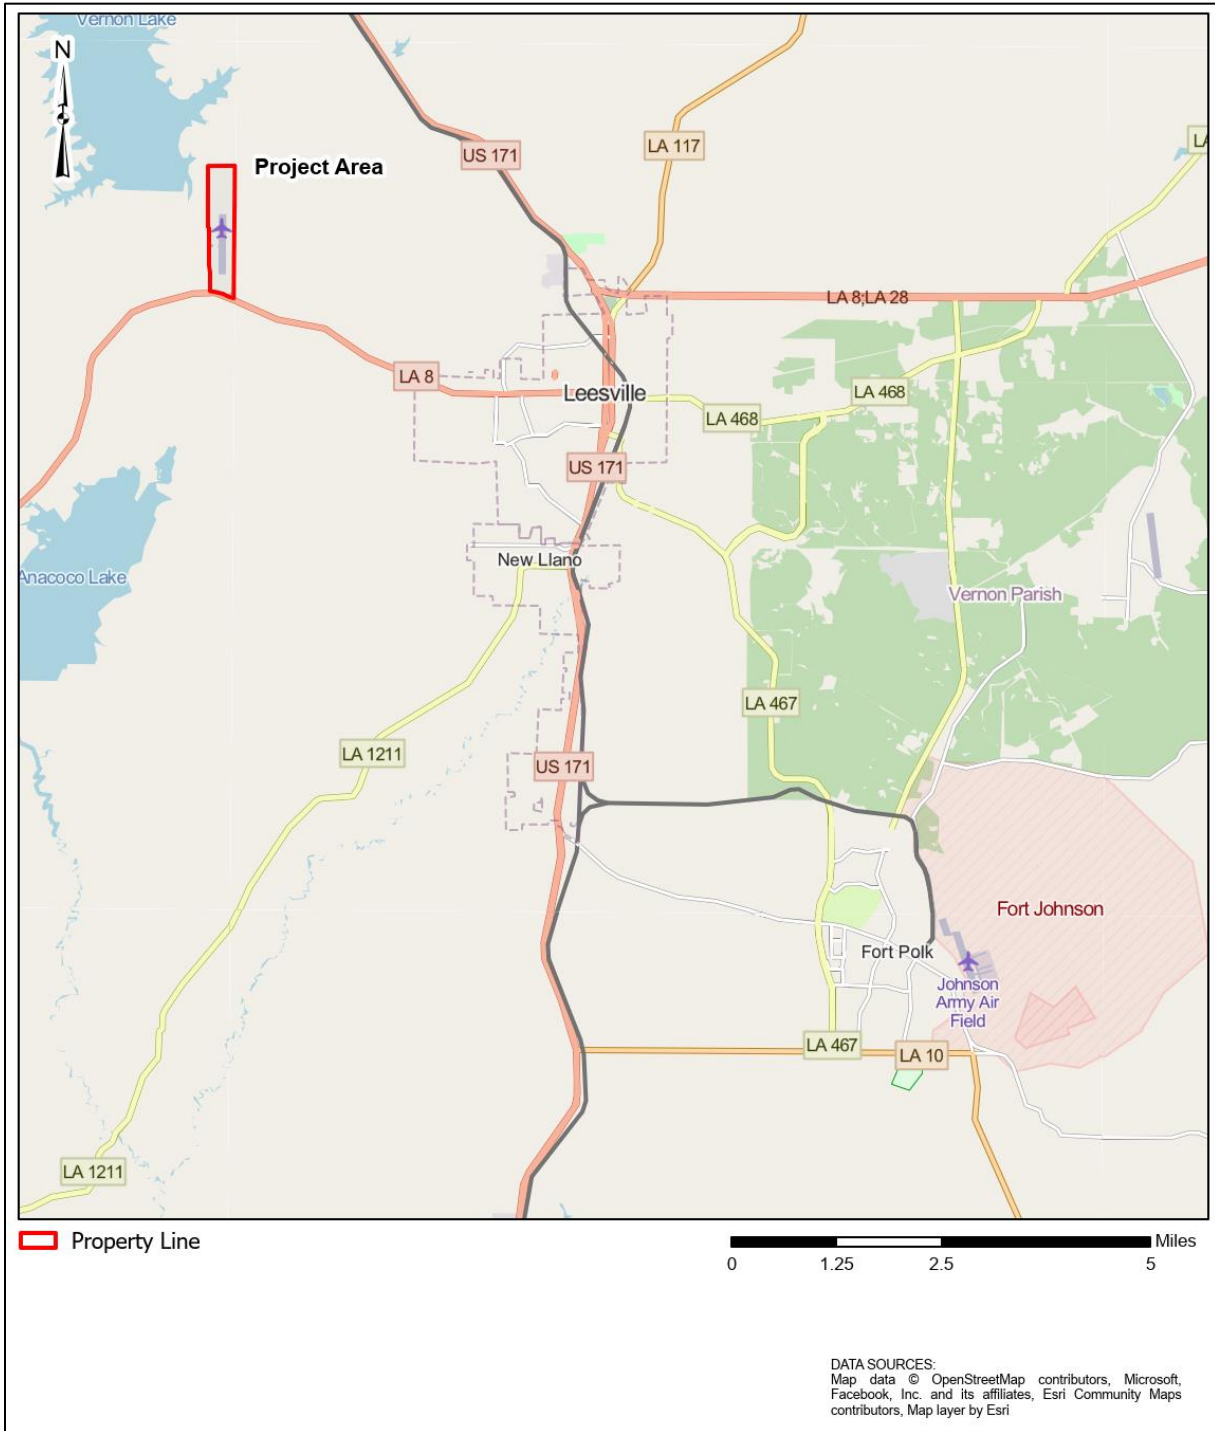 Vernon Lake
N
Project Area
US 171
LA 117
LA
LA 8;LA 28
LA 8
Leesville
LA 468
LA 468
US 171
New Llano
Anacoco Lake
Vernon Parish
LA 467
LA 1211
US 171
Fort Johnson
Fort Polk
Johnson
Army Air
Field
LA 467
LA 10
LA 1211
Property Line
Miles
0 1.25 2.5 5
DATA SOURCES:
Map data © OpenStreetMap contributors, Microsoft,
Facebook, Inc. and its affiliates, Esri Community Maps
contributors, Map layer by Esri